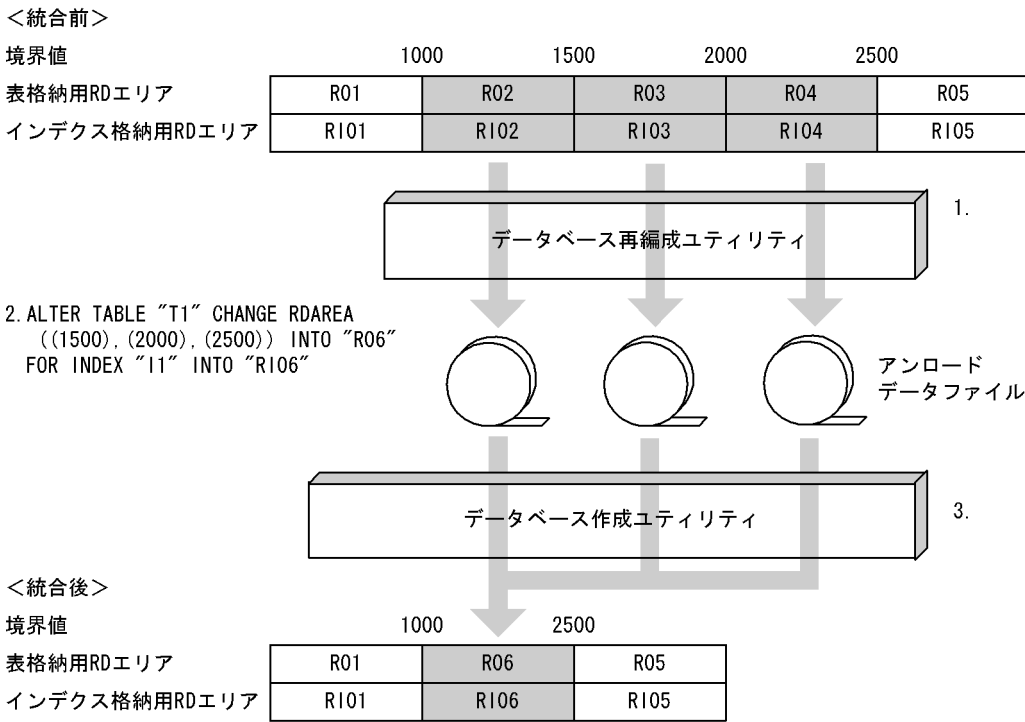 ＜統合前＞
境界値 1000 1500 2000 2500
表格納用RDエリア R01 R02 R03 R04 R05
インデクス格納用RDエリア RI01 RI02 RI03 RI04 RI05
1.
データベース再編成ユティリティ
2. ALTER TABLE "T1" CHANGE RDAREA
((1500),(2000),(2500)) INTO "R06"
FOR INDEX "I1" INTO "RI06"
アンロード
データファイル
データベース作成ユティリティ
3.
＜統合後＞
境界値 1000 2500
表格納用RDエリア R01 R06 R05
インデクス格納用RDエリア RI01 RI06 RI05